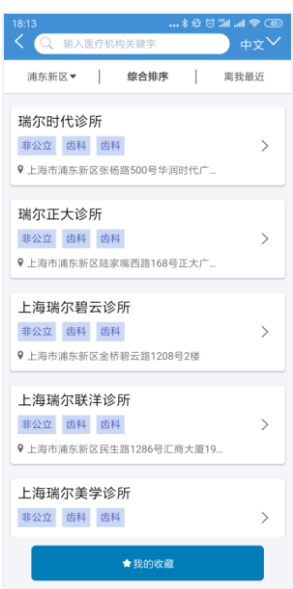 18:13
输入医疗机构关键字
中文
浦东新区▼ | 综合排序 | 离我最近
瑞尔时代诊所
非公立 齿科 齿科
上海市浦东新区张杨路500号华润时代广...
瑞尔正大诊所
非公立 齿科 齿科
上海市浦东新区陆家嘴西路168号正大广...
上海瑞尔碧云诊所
非公立 齿科 齿科
上海市浦东新区金桥碧云路1208号2楼
上海瑞尔联洋诊所
非公立 齿科 齿科
上海市浦东新区民生路1286号汇商大厦19...
上海瑞尔美学诊所
非公立 齿科 齿科
★我的收藏